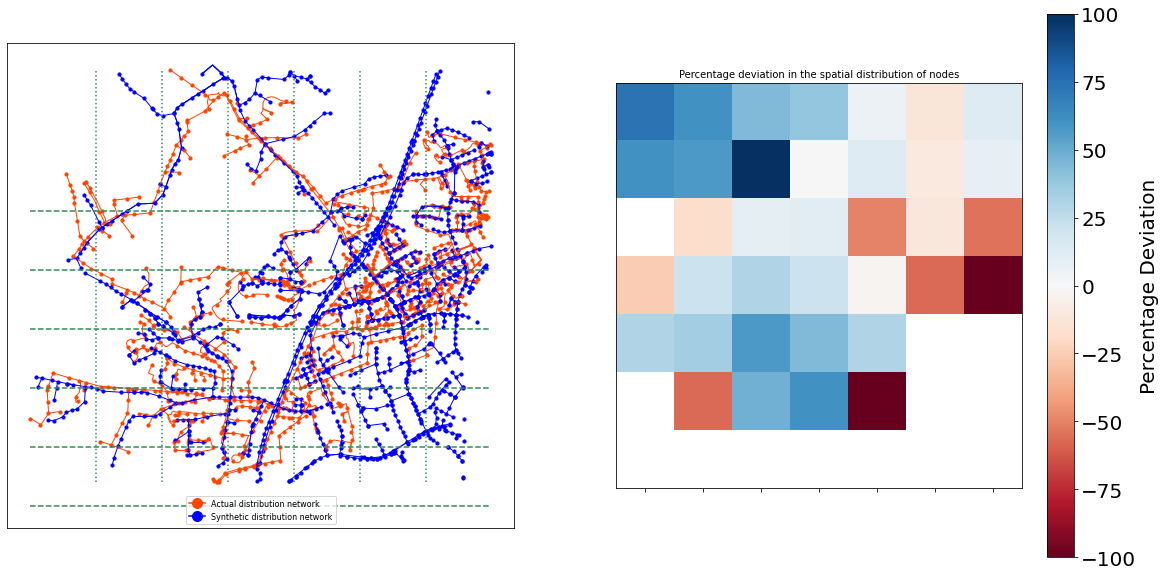 Percentage deviation in the spatial distribution of nodes
100
75
50
25
0
−25
−50
−75
−100
Percentage Deviation
Actual distribution network
Synthetic distribution network